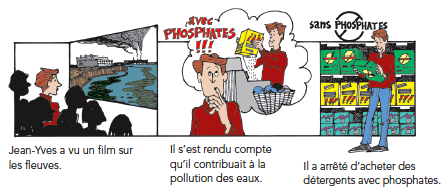 avec
PHOSPHATES
!!!
sans PHOSPHATES
Jean-Yves a vu un film sur
les fleuves.
Il s'est rendu compte
qu'il contribuait à la
pollution des eaux.
Il a arrêté d'acheter des
détergents avec phosphates.